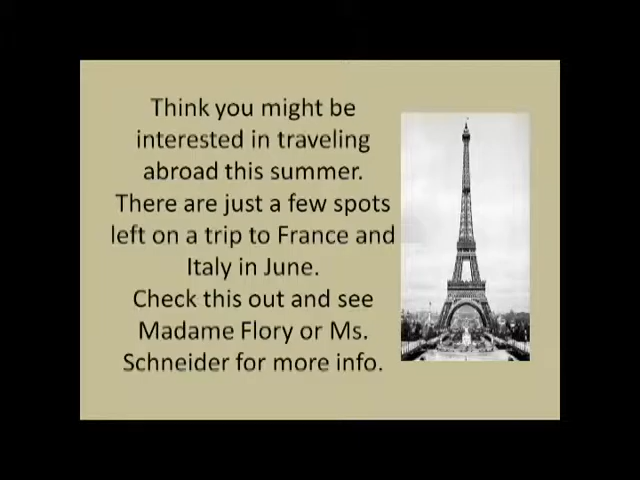 Think you might be
interested in traveling
abroad this summer.
There are just a few spots
left on a trip to France and
Italy in June.
Check this out and see
Madame Flory or Ms.
Schneider for more info.